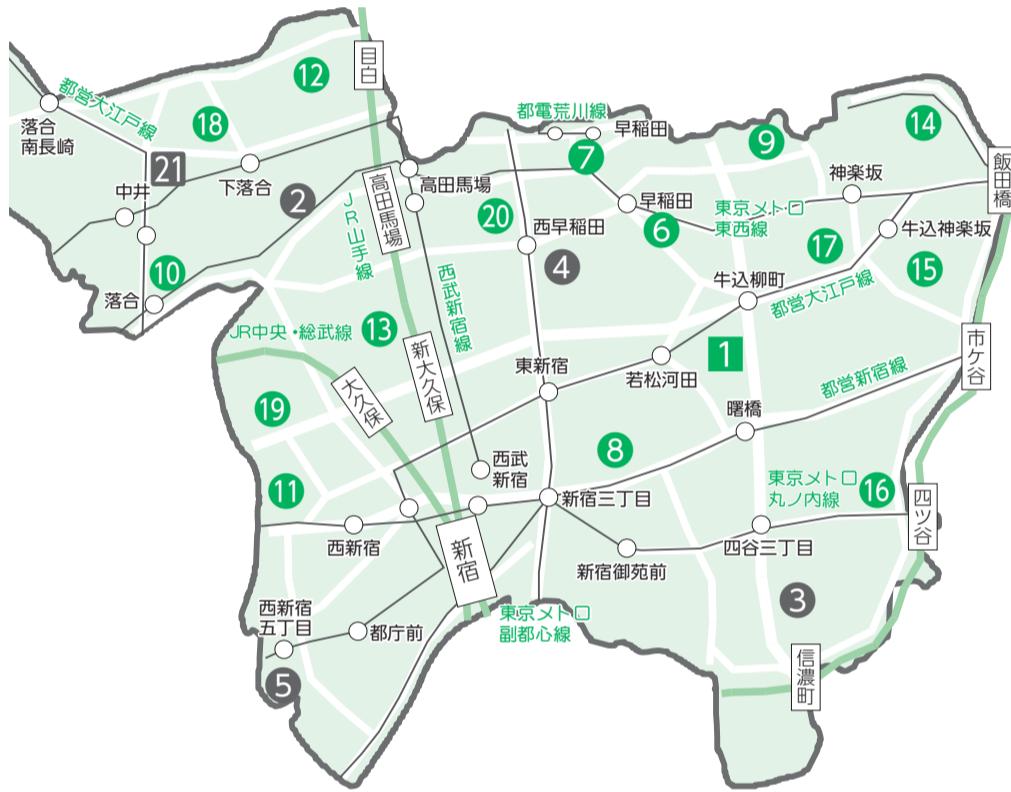 目白
12
都営大江戸線
18
落合
南長崎
21
中井
下落合
2
高田馬場
高田馬場
JR山手線
都電荒川線
早稲田
7
9
14
飯田橋
神楽坂
早稲田
東京メトロ
東西線
20
西早稲田
6
17
牛込神楽坂
4
15
10
落合
牛込柳町
都営大江戸線
西武新宿線
JR中央・総武線
13
新大久保
大久保
市ケ谷
1
東新宿
若松河田
都営新宿線
19
曙橋
8
11
西武
新宿
東京メトロ
丸ノ内線
16
四ツ谷
新宿三丁目
西新宿
新宿
四谷三丁目
新宿御苑前
3
西新宿
五丁目
都庁前
東京メトロ
副都心線
5
信濃町